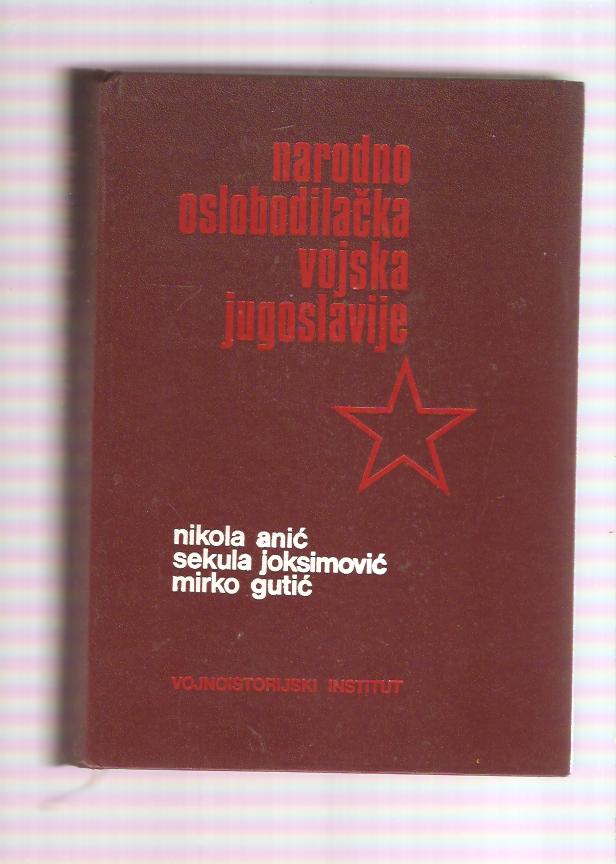 narodno
oslobodilačka
vojska
jugoslavije
nikola anić
sekula joksimović
mirko gutić
VOJNOISTORIJSKI INSTITUT